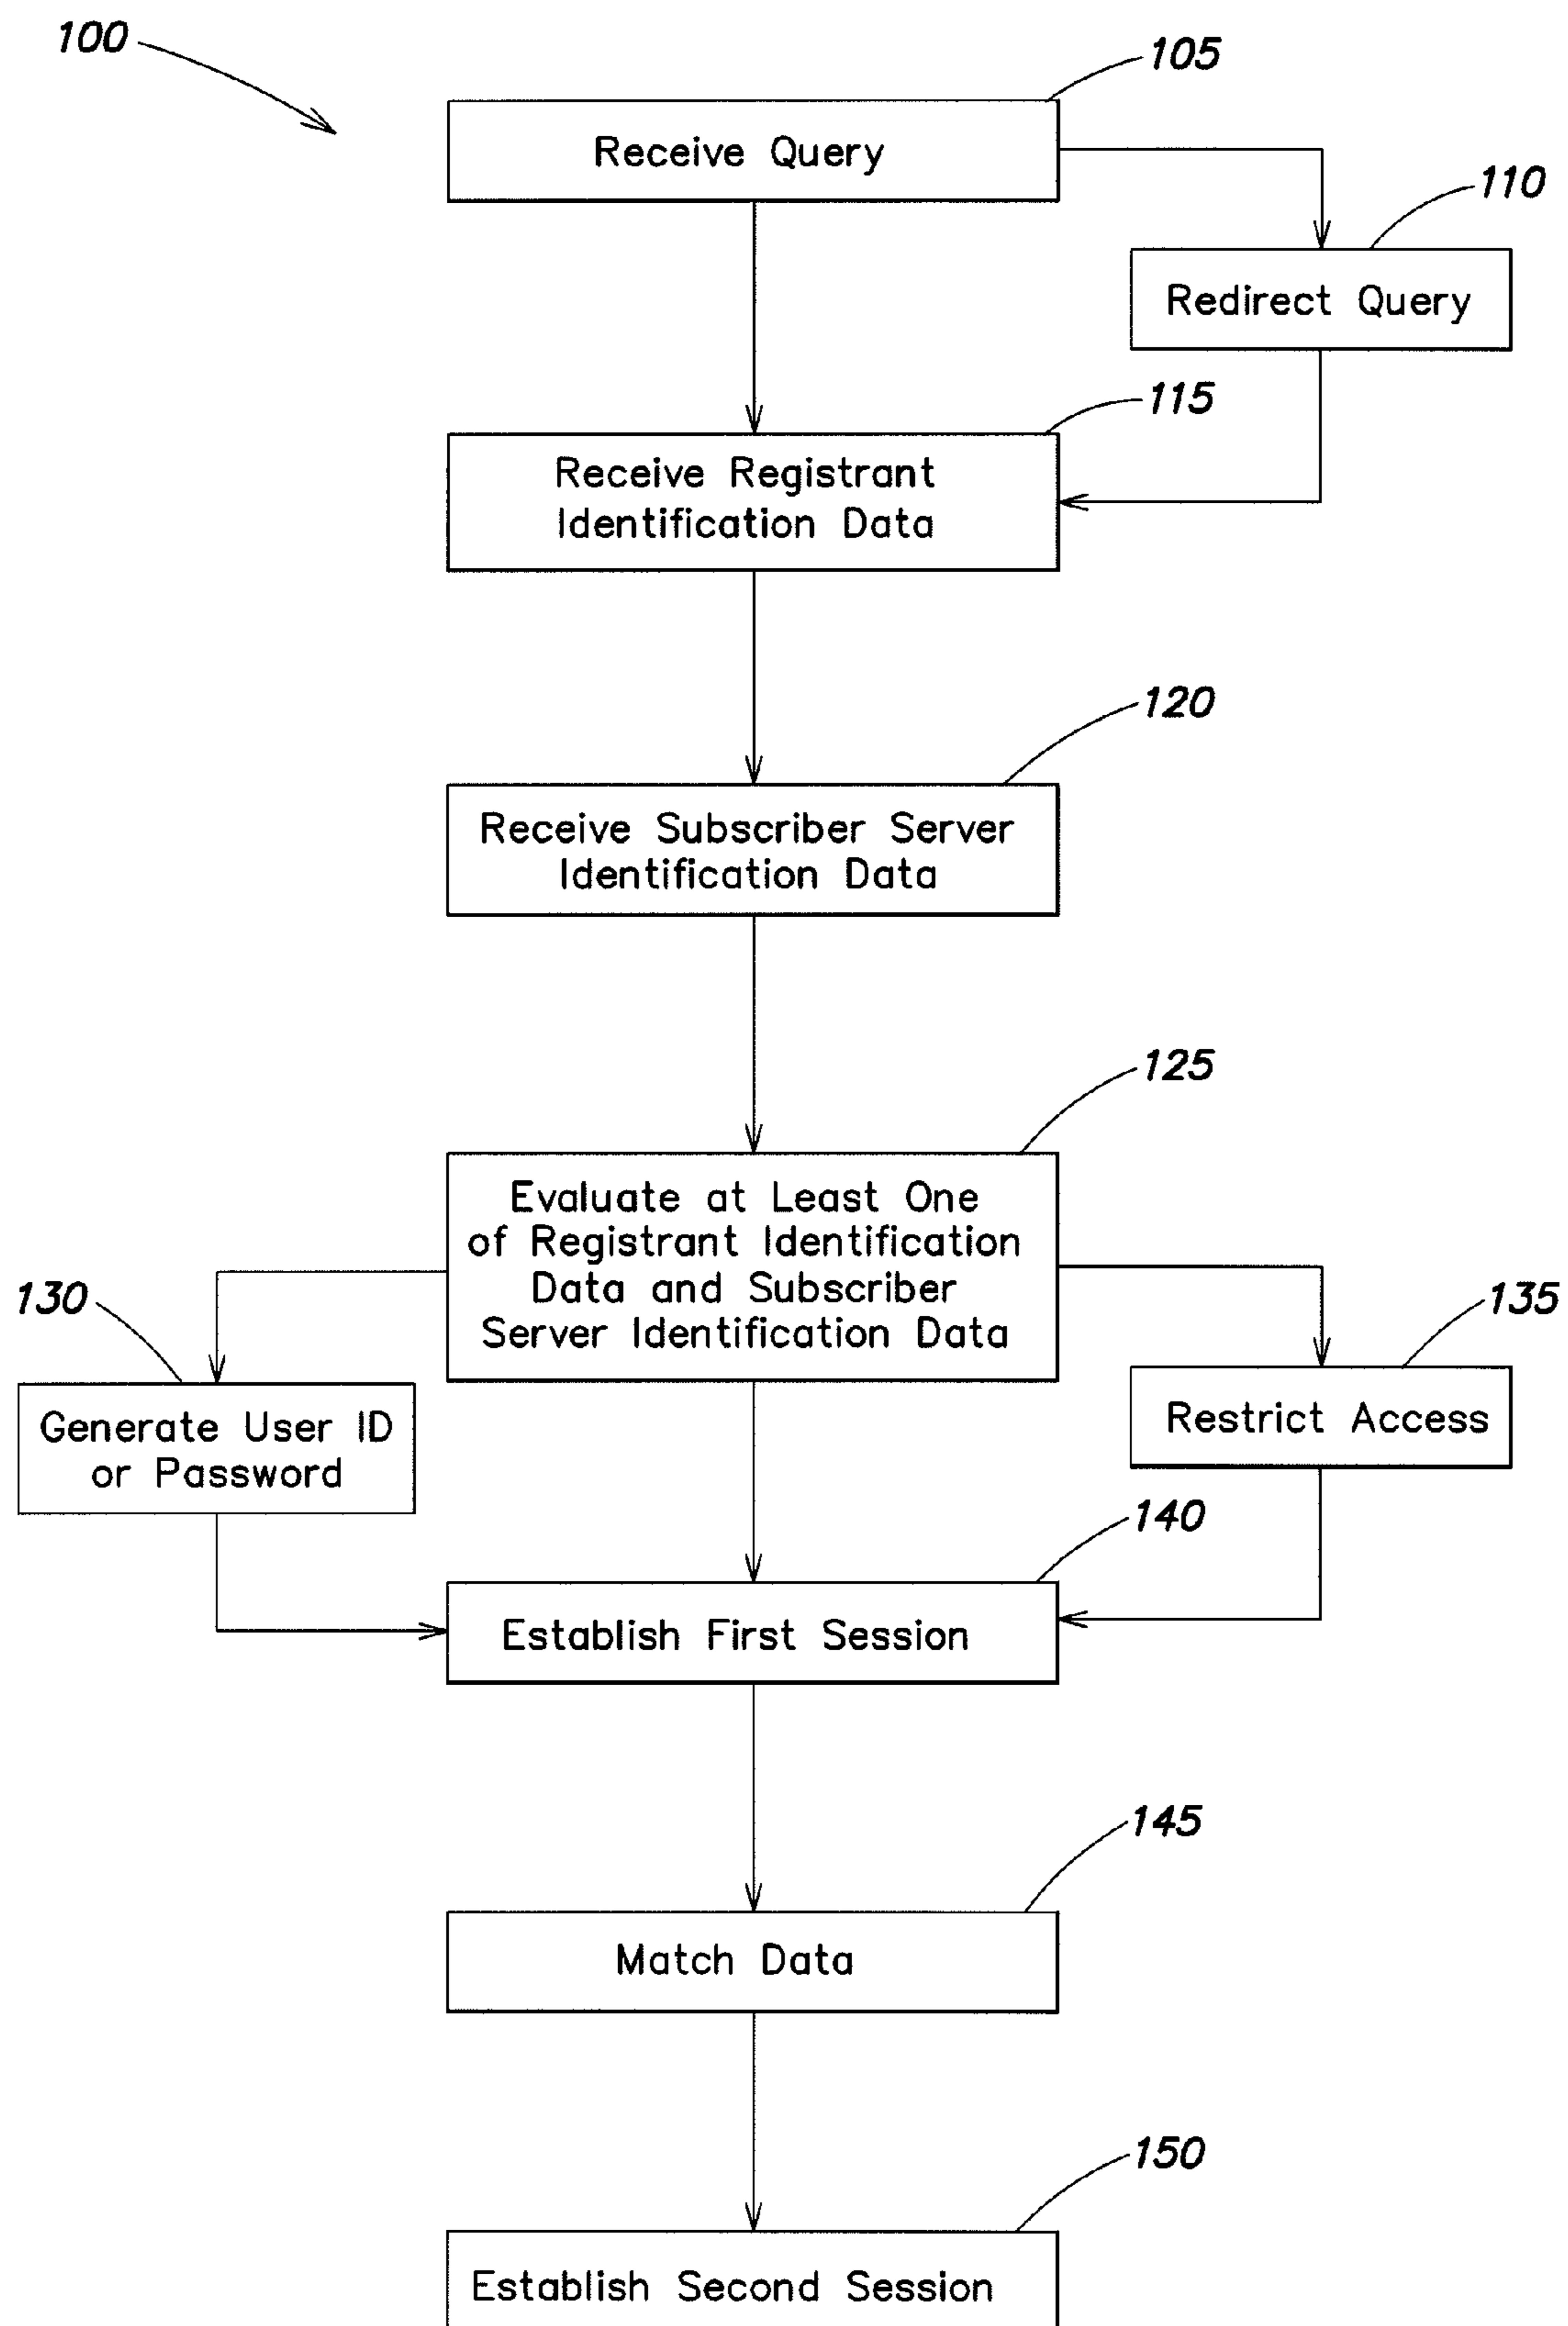 100
105
Receive Query
110
Redirect Query
115
Receive Registrant
Identification Data
120
Receive Subscriber Server
Identification Data
125
Evaluate at Least One
of Registrant Identification
Data and Subscriber
Server Identification Data
130
135
Generate User ID
or Password
Restrict Access
140
Establish First Session
145
Match Data
150
Establish Second Session